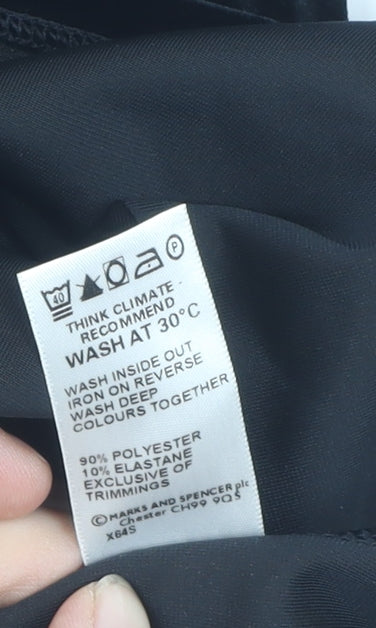 40 P
THINK CLIMATE -
RECOMMEND
WASH AT 30°C
WASH INSIDE OUT
IRON ON REVERSE
WASH DEEP
COLOURS TOGETHER
90% POLYESTER
10% ELASTANE
EXCLUSIVE OF
TRIMMINGS
©MARKS AND SPENCER plc
Chester CH99 9QS
X64S